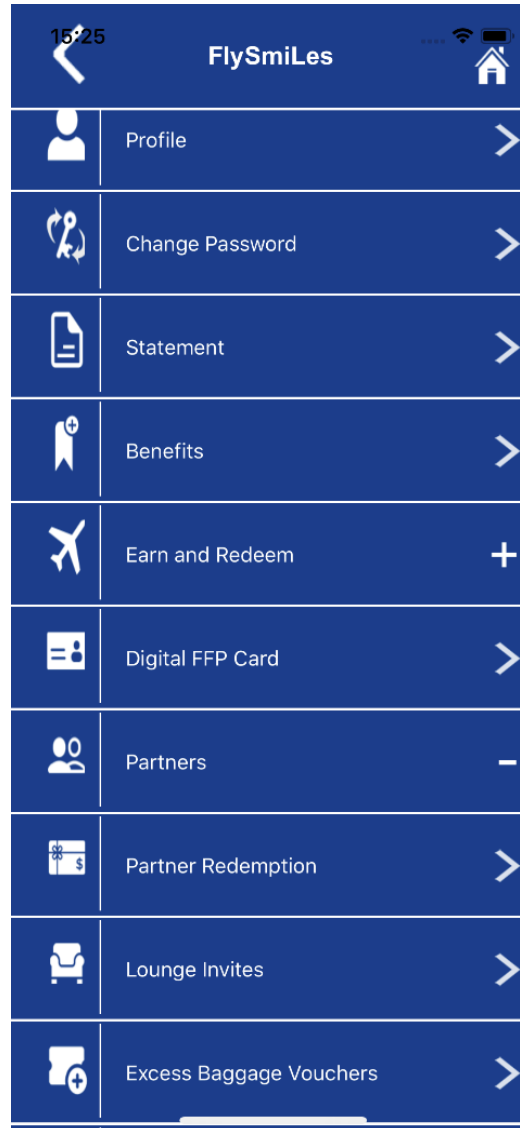 15:25
FlySmiLes
Profile
Change Password
Statement
Benefits
Earn and Redeem
Digital FFP Card
Partners
Partner Redemption
Lounge Invites
Excess Baggage Vouchers